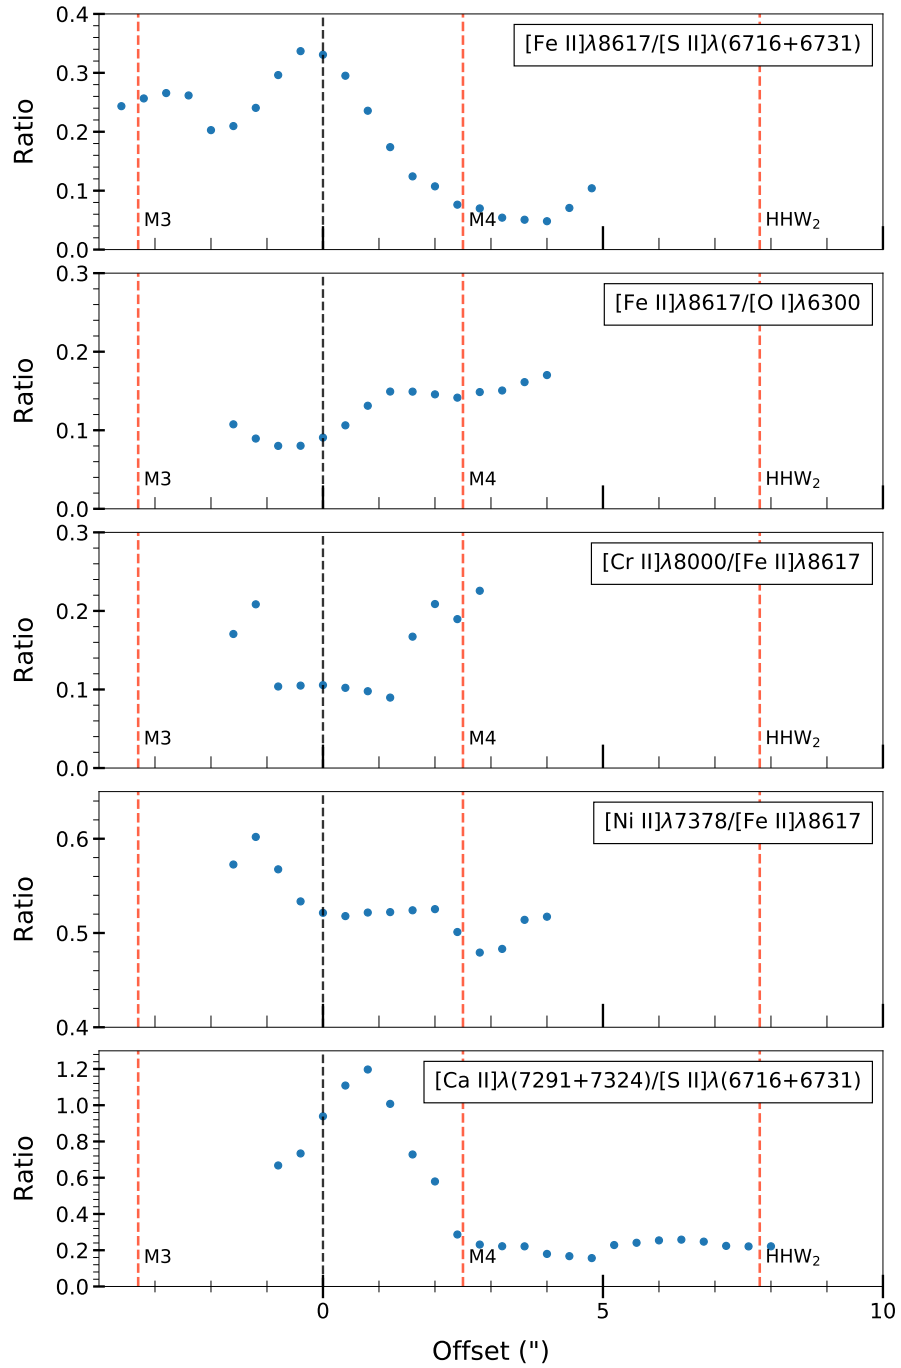 0.4
[Fe II]λ8617/[S II]λ(6716+6731)
0.3
Ratio
0.2
0.1
M3
M4
HHW₂
0.0
0.3
[Fe II]λ8617/[O I]λ6300
0.2
Ratio
0.1
M3
M4
HHW₂
0.0
0.3
[Cr II]λ8000/[Fe II]λ8617
0.2
Ratio
0.1
M3
M4
HHW₂
0.0
[Ni II]λ7378/[Fe II]λ8617
0.6
Ratio
0.5
0.4
1.2
[Ca II]λ(7291+7324)/[S II]λ(6716+6731)
1.0
0.8
Ratio
0.6
0.4
0.2
M3
M4
HHW₂
0.0
0 5 10
Offset (")